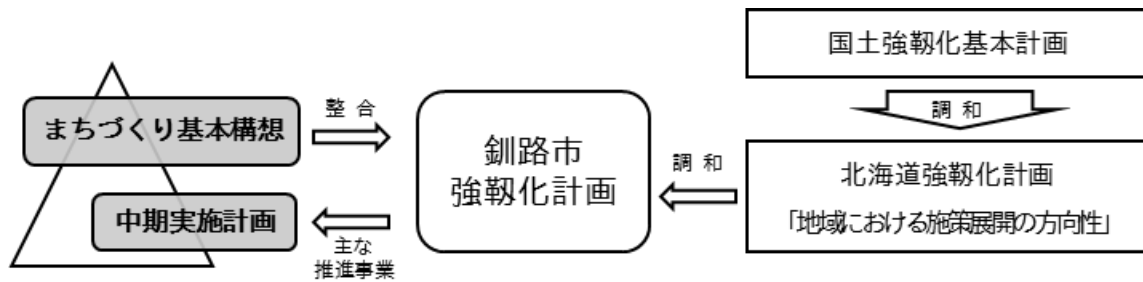 国土強靱化基本計画
調 和
北海道強靱化計画
「地域における施策展開の方向性」
調 和
釧路市
強靱化計画
まちづくり基本構想
整 合
中期実施計画
主な
推進事業